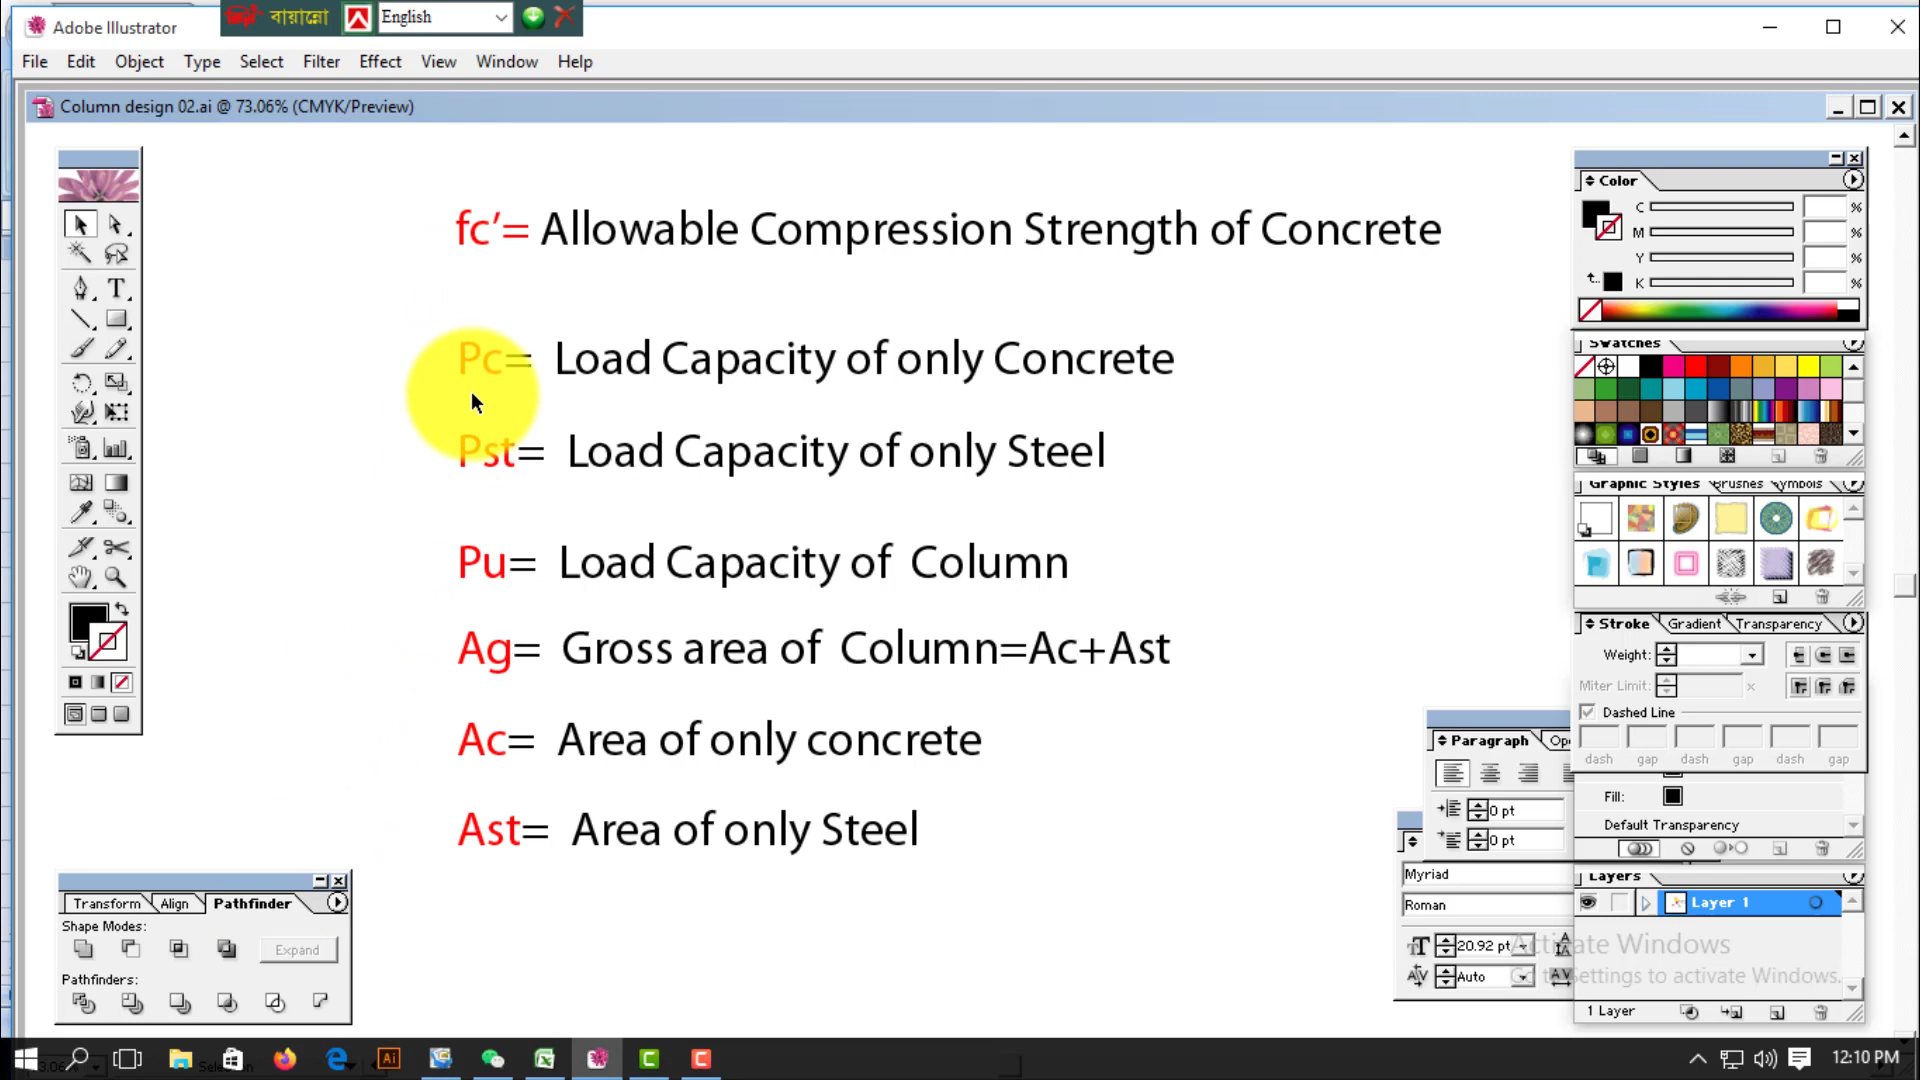 বায়ান্নো
English
Adobe Illustrator
File Edit Object Type Select Filter Effect View Window Help
Column design 02.ai @ 73.06% (CMYK/Preview)
fc’= Allowable Compression Strength of Concrete
Pc= Load Capacity of only Concrete
Pst= Load Capacity of only Steel
Pu= Load Capacity of Column
Ag= Gross area of Column=Ac+Ast
Ac= Area of only concrete
Ast= Area of only Steel
Color
C %
M %
Y %
K %
Swatches
Graphic Styles Brushes Symbols
Stroke Gradient Transparency
Weight:
Miter Limit: x
Dashed Line
dash gap dash gap dash gap
Fill:
Default Transparency
Paragraph
0 pt
0 pt
Myriad
Roman
20.92 pt
Auto
Layers
Layer 1
1 Layer
Transform Align Pathfinder
Shape Modes:
Expand
Pathfinders:
Activate Windows
Go to Settings to activate Windows.
Selection
12:10 PM